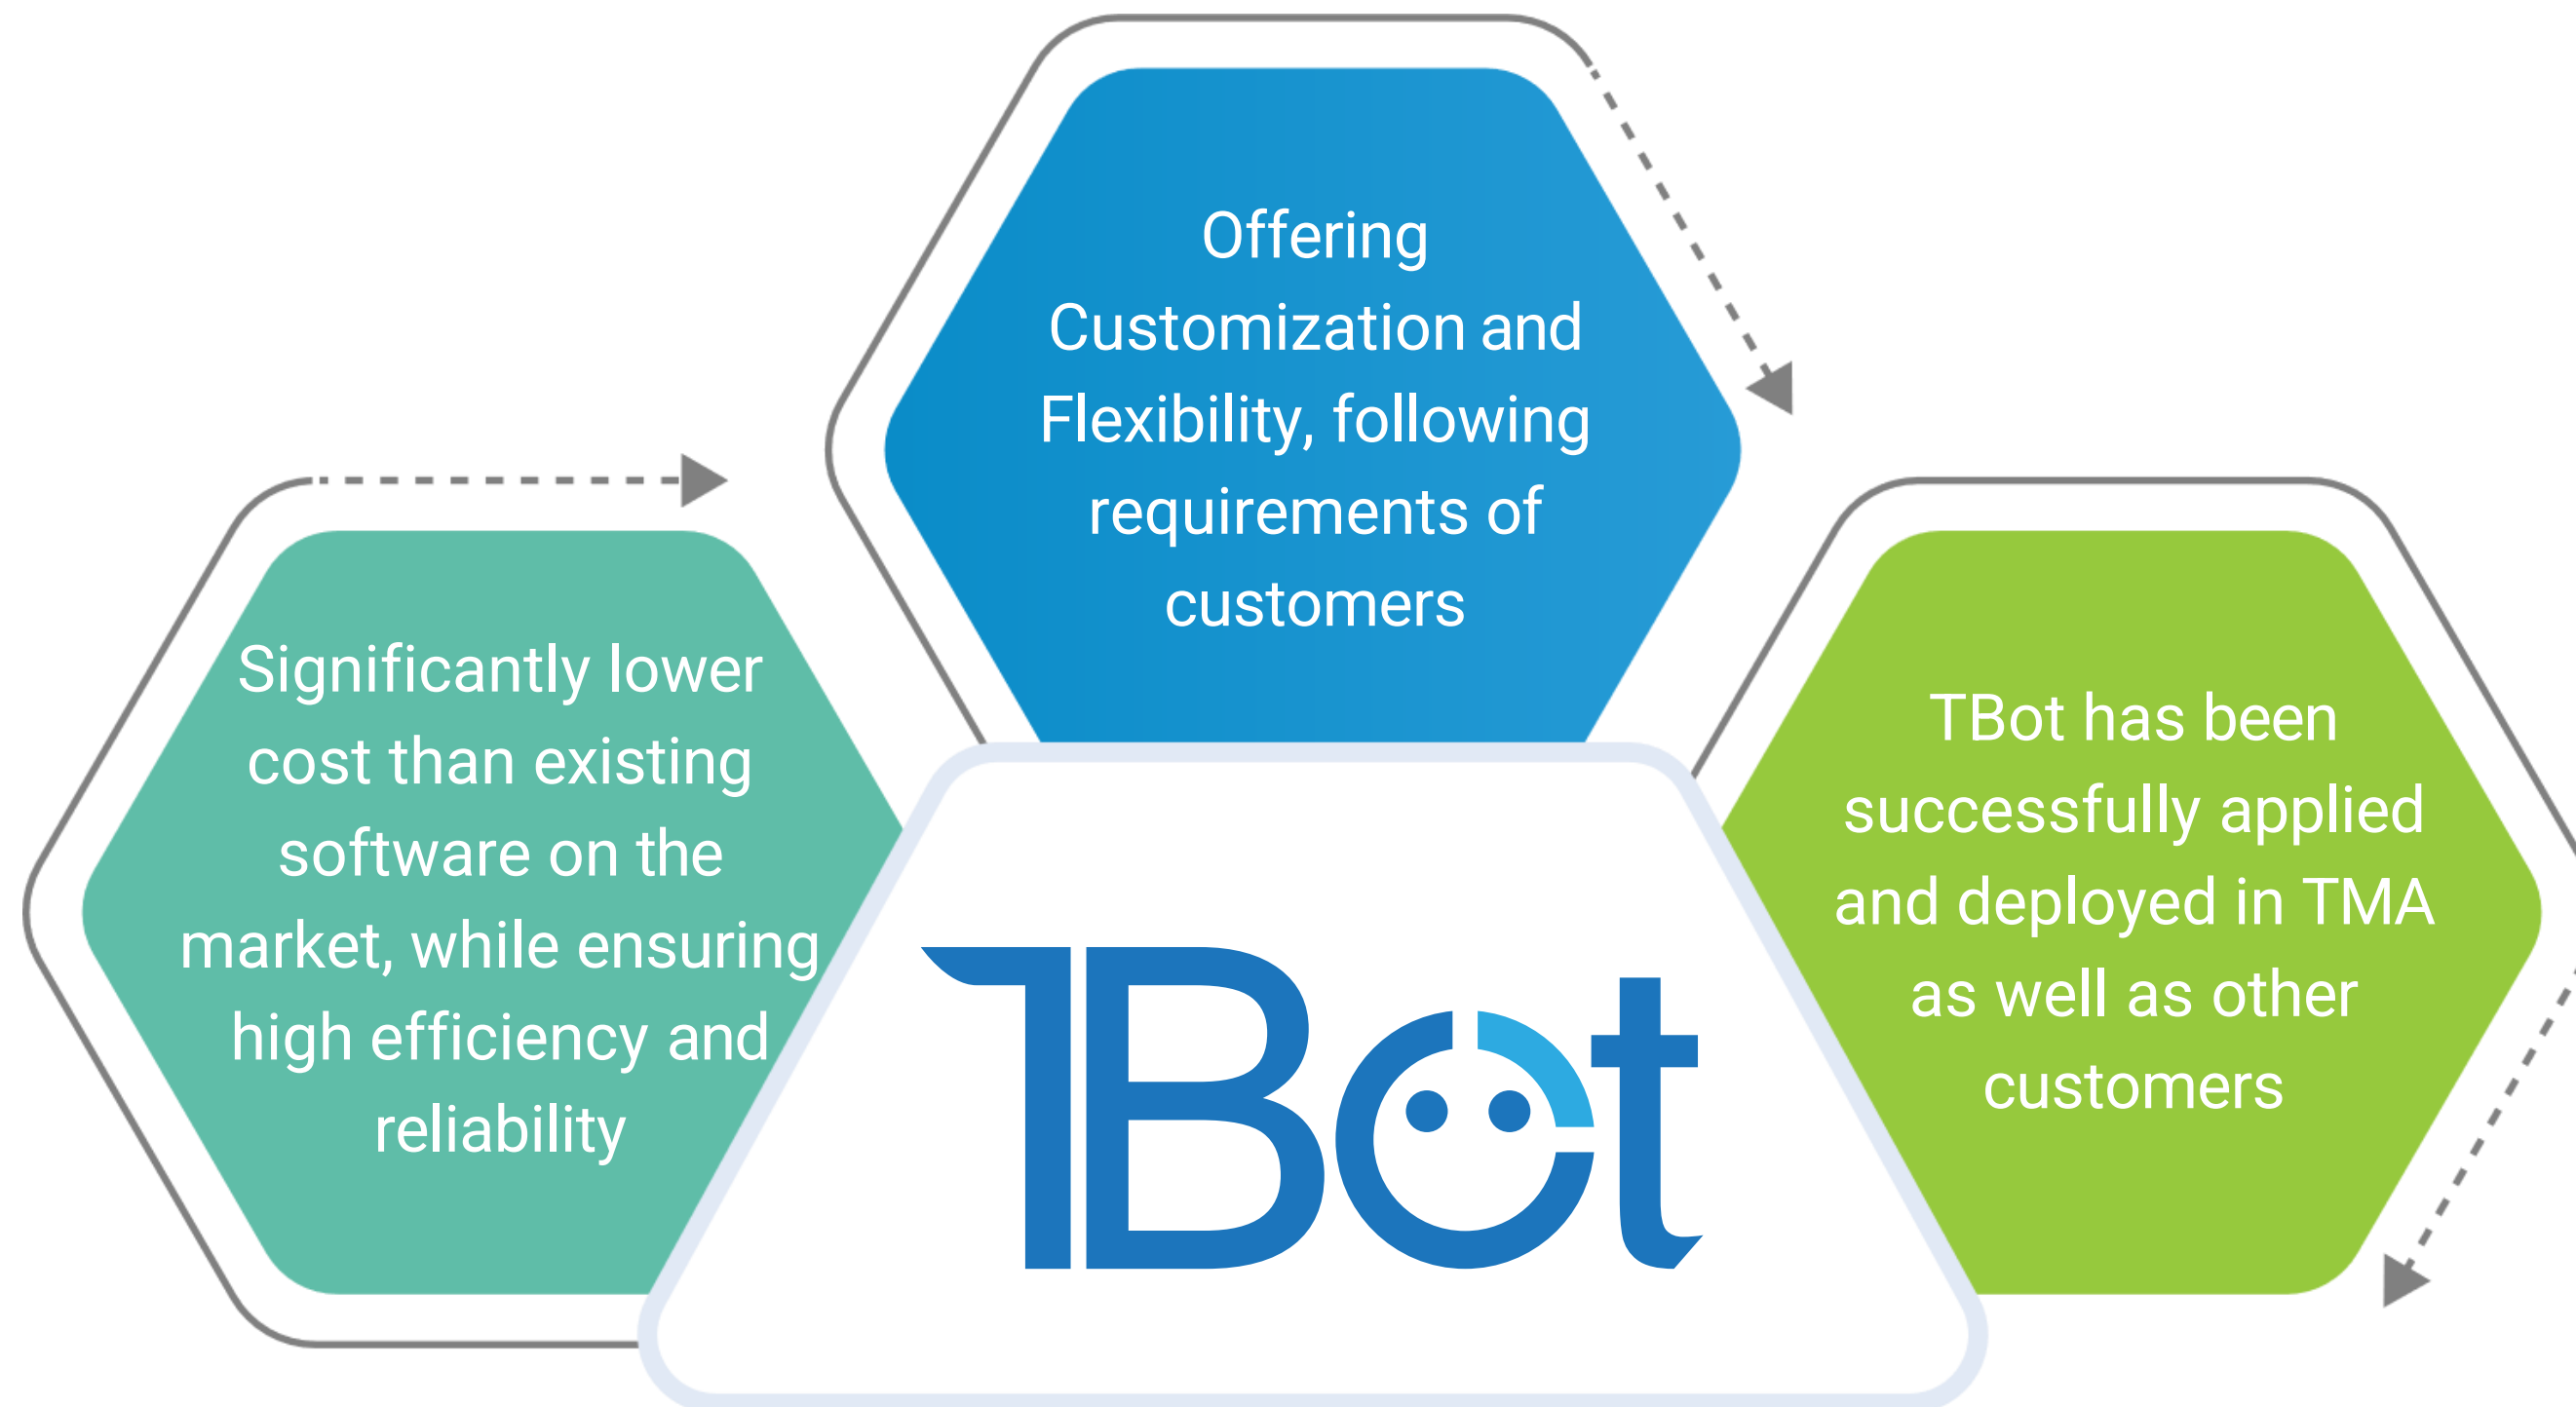 Offering
Customization and
Flexibility, following
requirements of
customers
Significantly lower
cost than existing
software on the
market, while ensuring
high efficiency and
reliability
TBot has been
successfully applied
and deployed in TMA
as well as other
customers
TBot